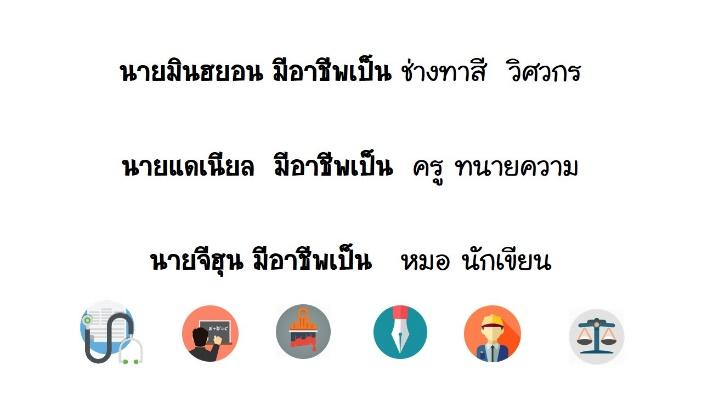 นายมินฮยอน มีอาชีพเป็น ช่างทาสี วิศวกร
นายแดเนียล มีอาชีพเป็น ครู ทนายความ
นายจีฮุน มีอาชีพเป็น หมอ นักเขียน